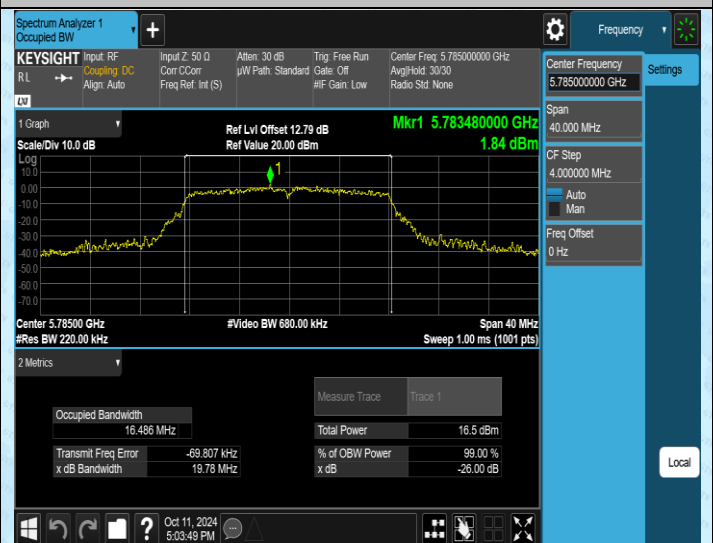 Spectrum Analyzer 1
Occupied BW
+
Frequency
KEYSIGHT
RL
Input: RF
Coupling: DC
Align: Auto
Input Z: 50 Ω
Corr CCorr
Freq Ref: Int (S)
Atten: 30 dB
µW Path: Standard
Trig: Free Run
Gate: Off
#IF Gain: Low
Center Freq: 5.785000000 GHz
Avg|Hold: 30/30
Radio Std: None
LXI
Center Frequency
5.785000000 GHz
Settings
Span
40.000 MHz
CF Step
4.000000 MHz
Auto
Man
Freq Offset
0 Hz
1 Graph
Scale/Div 10.0 dB
Ref Lvl Offset 12.79 dB
Ref Value 20.00 dBm
Mkr1 5.783480000 GHz
1.84 dBm
Log
10.0
0.00
-10.0
-20.0
-30.0
-40.0
-50.0
-60.0
-70.0
1
Center 5.78500 GHz
#Res BW 220.00 kHz
#Video BW 680.00 kHz
Span 40 MHz
Sweep 1.00 ms (1001 pts)
2 Metrics
Measure Trace
Trace 1
Occupied Bandwidth
16.486 MHz
Total Power
16.5 dBm
Transmit Freq Error
-69.807 kHz
% of OBW Power
99.00 %
x dB Bandwidth
19.78 MHz
x dB
-26.00 dB
Local
?
Oct 11, 2024
5:03:49 PM